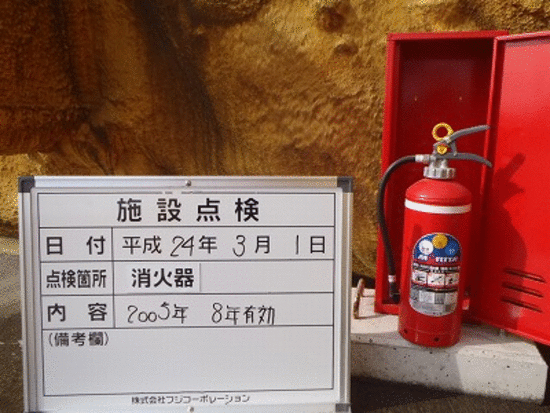 施設点検
日付 平成 24年 3月 1日
点検箇所 消火器
内容 2005年 8年有効
(備考欄)
株式会社フジコーポレーション